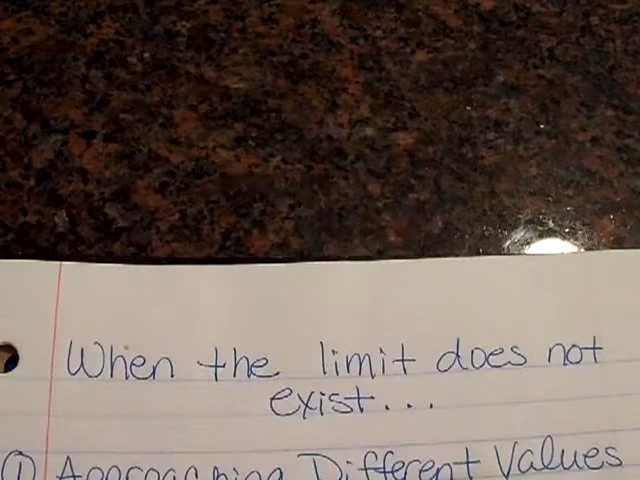 When the limit does not
exist...
① Approaching Different Values